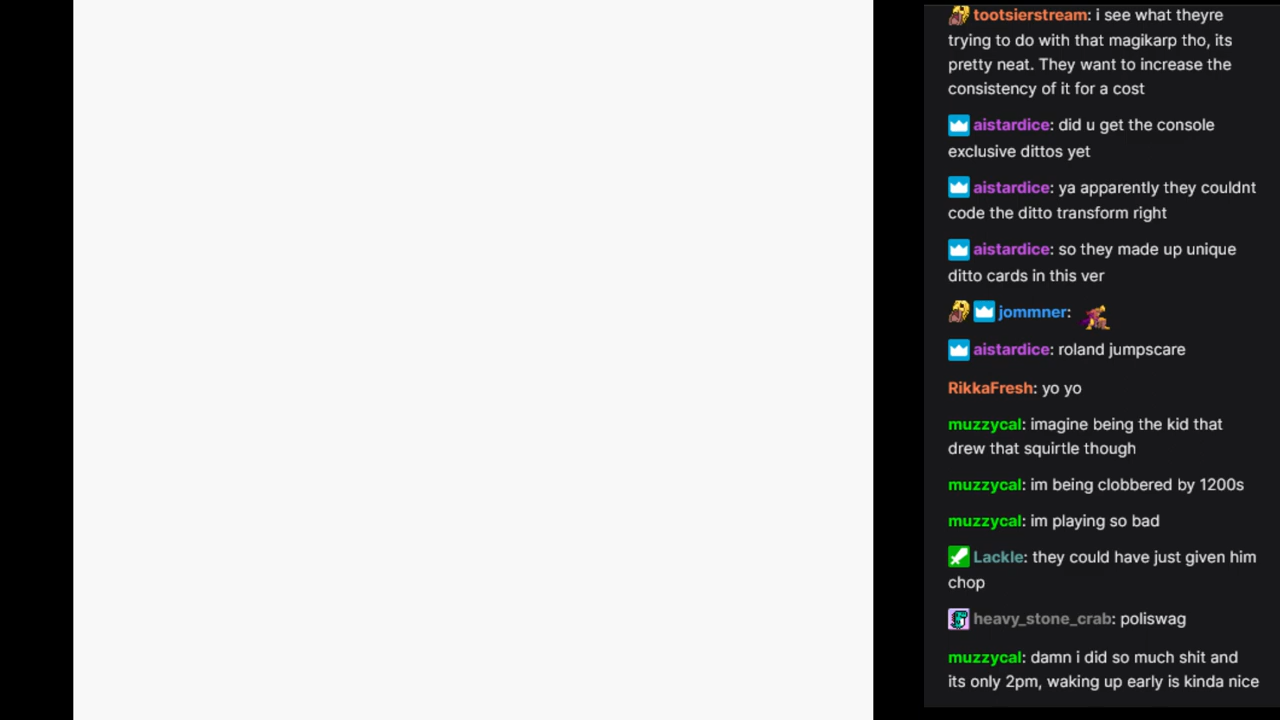 tootsierstream: i see what theyre
trying to do with that magikarp tho, its
pretty neat. They want to increase the
consistency of it for a cost
aistardice: did u get the console
exclusive dittos yet
aistardice: ya apparently they couldnt
code the ditto transform right
aistardice: so they made up unique
ditto cards in this ver
jommner:
aistardice: roland jumpscare
RikkaFresh: yo yo
muzzycal: imagine being the kid that
drew that squirtle though
muzzycal: im being clobbered by 1200s
muzzycal: im playing so bad
Lackle: they could have just given him
chop
heavy_stone_crab: poliswag
muzzycal: damn i did so much shit and
its only 2pm, waking up early is kinda nice